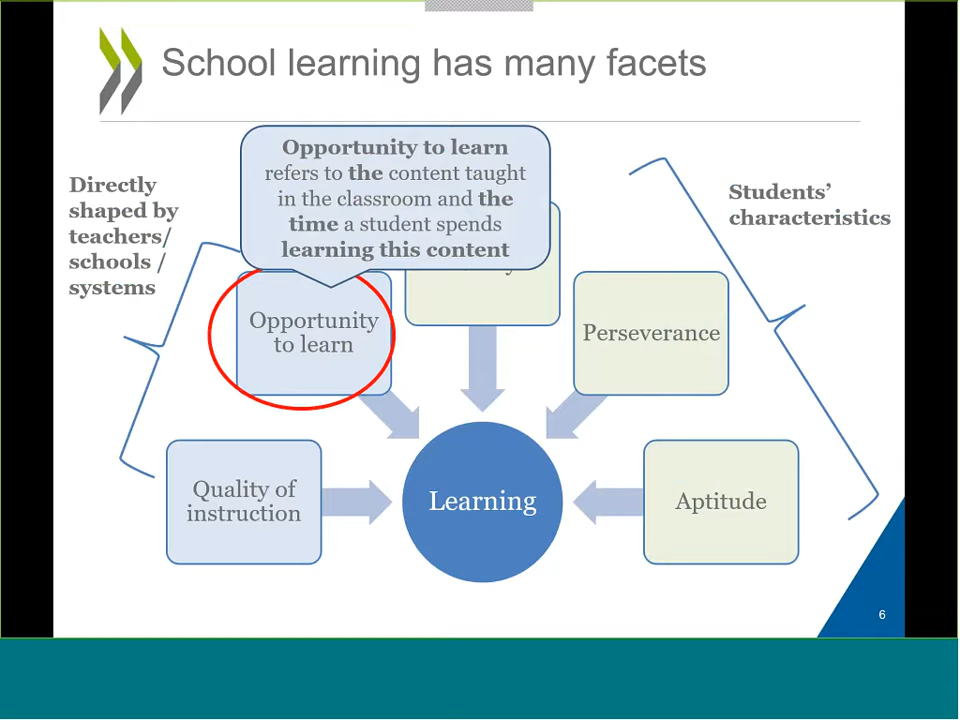 School learning has many facets
Opportunity to learn
refers to the content taught
in the classroom and the
time a student spends
learning this content
Directly
shaped by
teachers/
schools /
systems
Students’
characteristics
Opportunity
to learn
Perseverance
Quality of
instruction
Learning
Aptitude
6